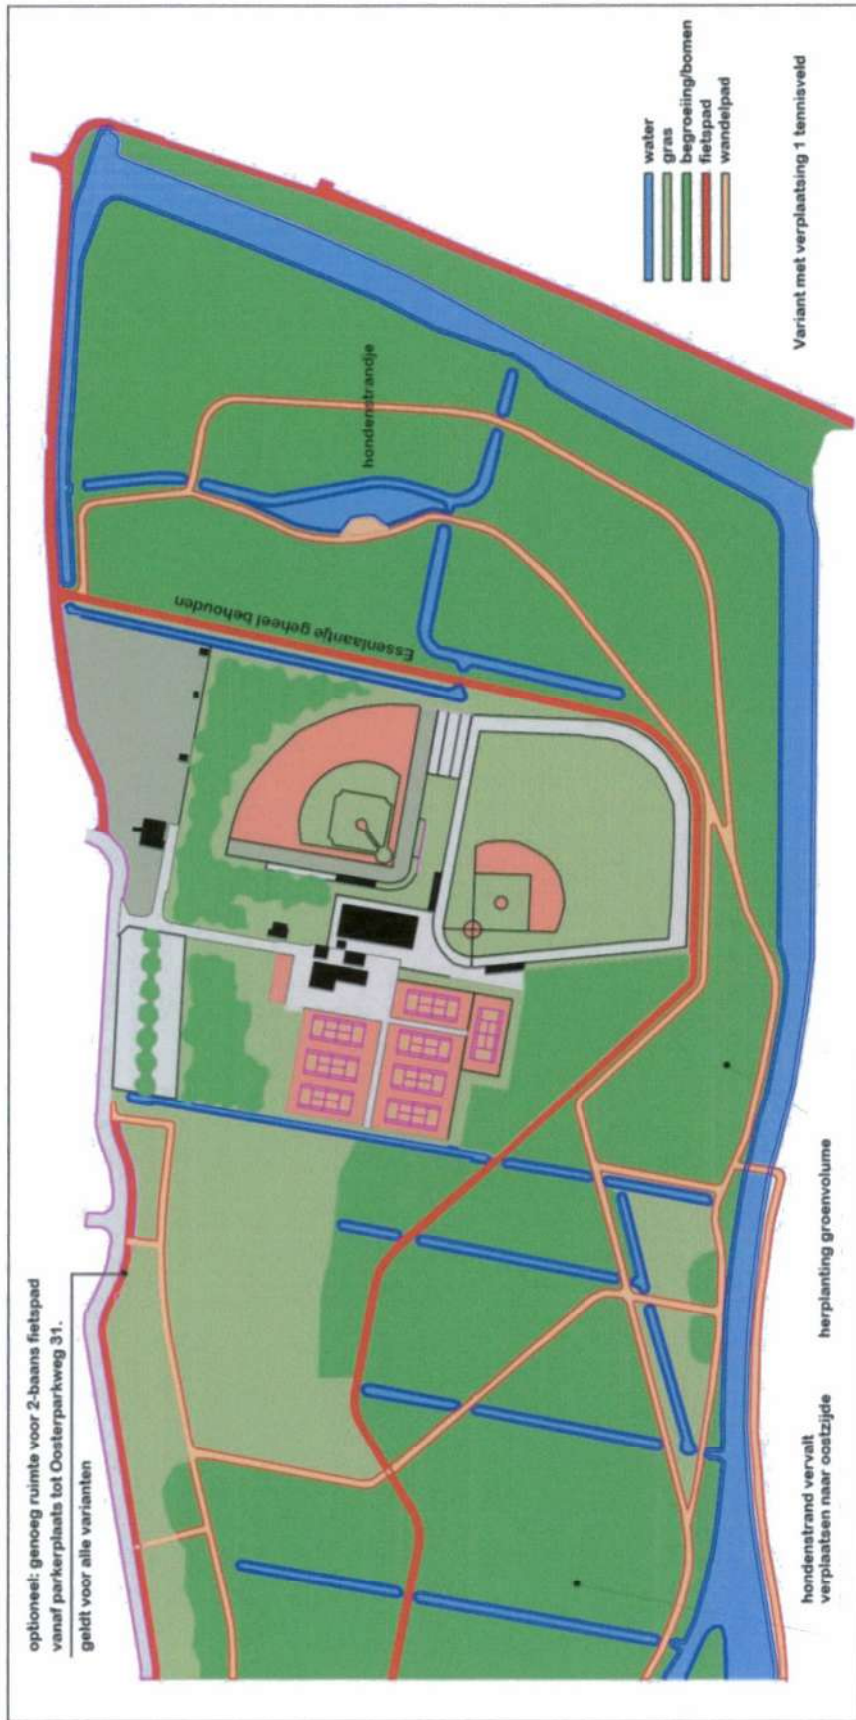 optioneel: genoeg ruimte voor 2-baans fietspad
vanaf parkerplaats tot Oosterparkweg 31.
geldt voor alle varianten
Essenlaantje geheel behouden
hondenstrandje
water
gras
begroeiing/bomen
fietspad
wandelpad
Variant met verplaatsing 1 tennisveld
hondenstrand vervalt
verplaatsen naar oostzijde
herplanting groenvolume